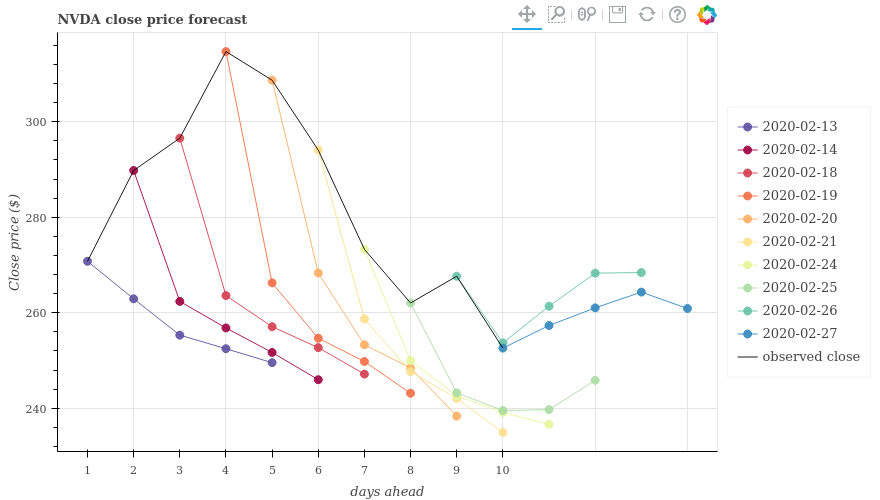 NVDA close price forecast
Close price ($)
300
280
260
240
1 2 3 4 5 6 7 8 9 10
days ahead
2020-02-13
2020-02-14
2020-02-18
2020-02-19
2020-02-20
2020-02-21
2020-02-24
2020-02-25
2020-02-26
2020-02-27
observed close